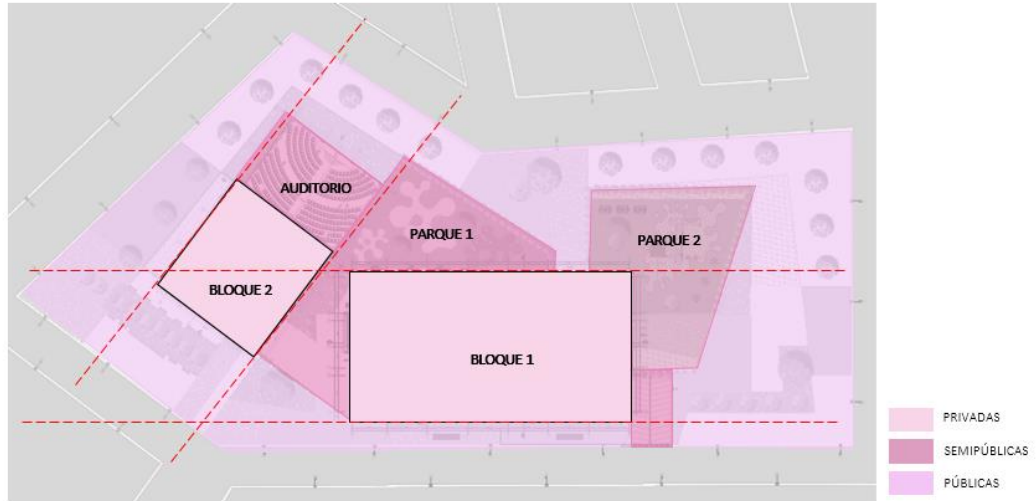 AUDITORIO
PARQUE 1
PARQUE 2
BLOQUE 2
BLOQUE 1
PRIVADAS
SEMIPÚBLICAS
PÚBLICAS